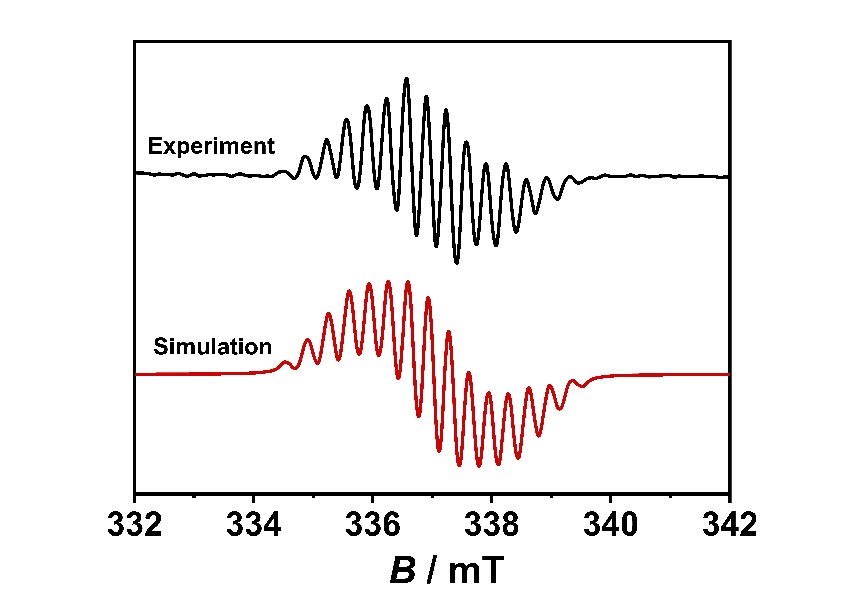 Experiment
Simulation
332 334 336 338 340 342
B / mT